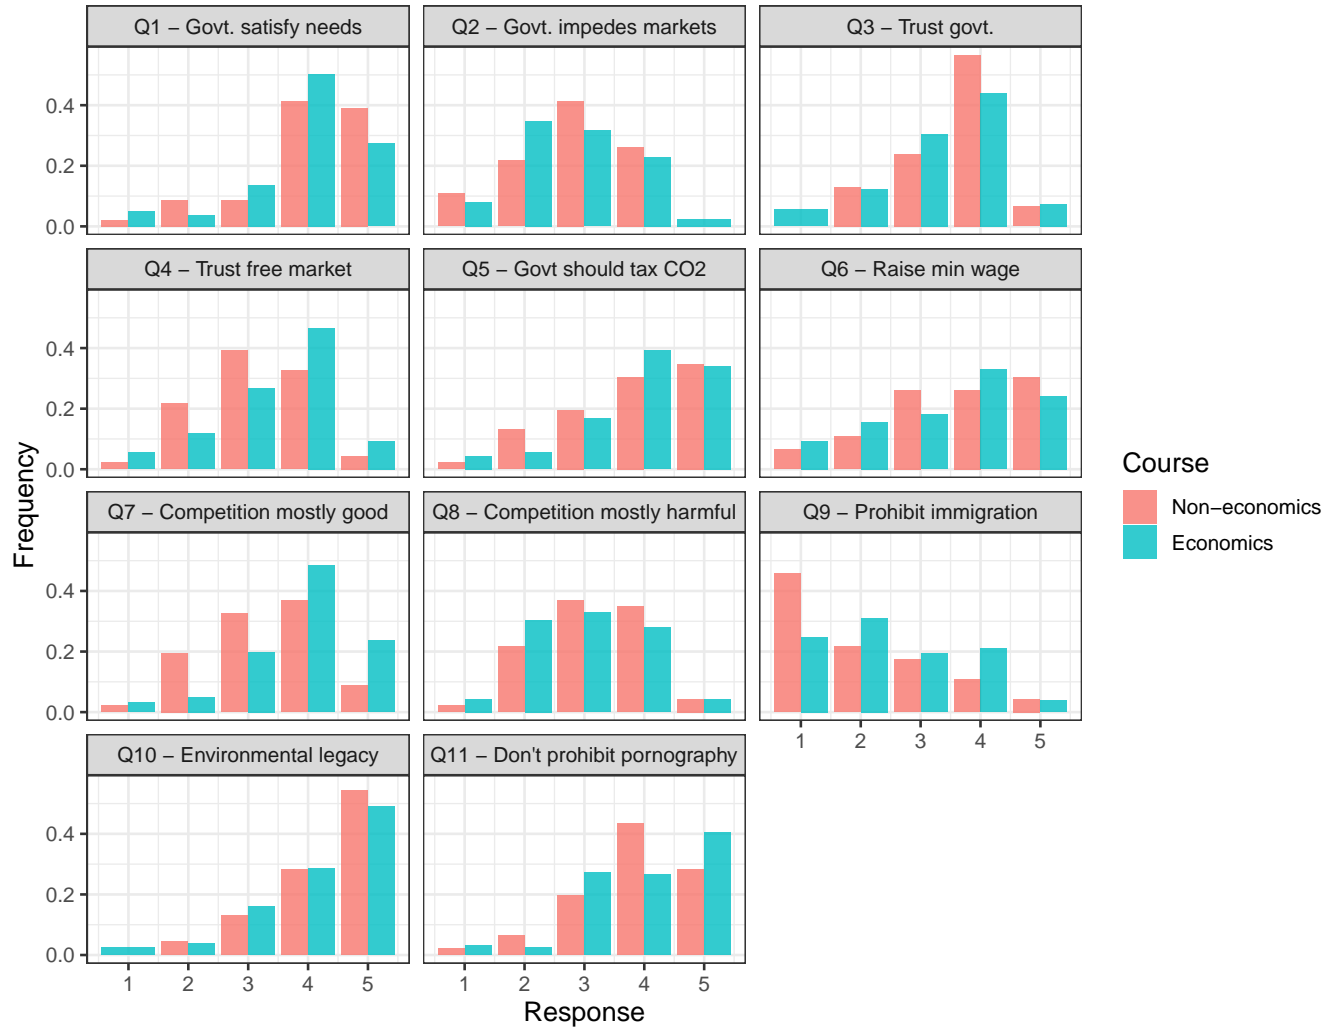 Q1 − Govt. satisfy needs
Q2 − Govt. impedes markets
Q3 − Trust govt.
0.4
0.2
0.0
Q4 − Trust free market
Q5 − Govt should tax CO2
Q6 − Raise min wage
0.4
0.2
0.0
Q7 − Competition mostly good
Q8 − Competition mostly harmful
Q9 − Prohibit immigration
0.4
0.2
0.0
1 2 3 4 5
Q10 − Environmental legacy
Q11 − Don't prohibit pornography
0.4
0.2
0.0
1 2 3 4 5
1 2 3 4 5
Response
Frequency
Course
Non−economics
Economics